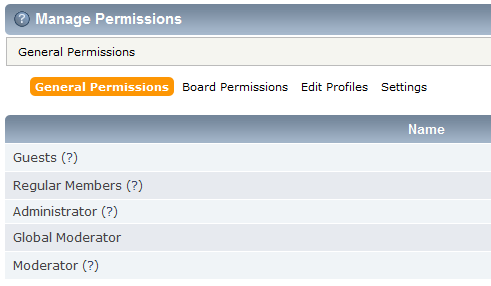 ? Manage Permissions
General Permissions
General Permissions Board Permissions Edit Profiles Settings
Name
Guests (?)
Regular Members (?)
Administrator (?)
Global Moderator
Moderator (?)